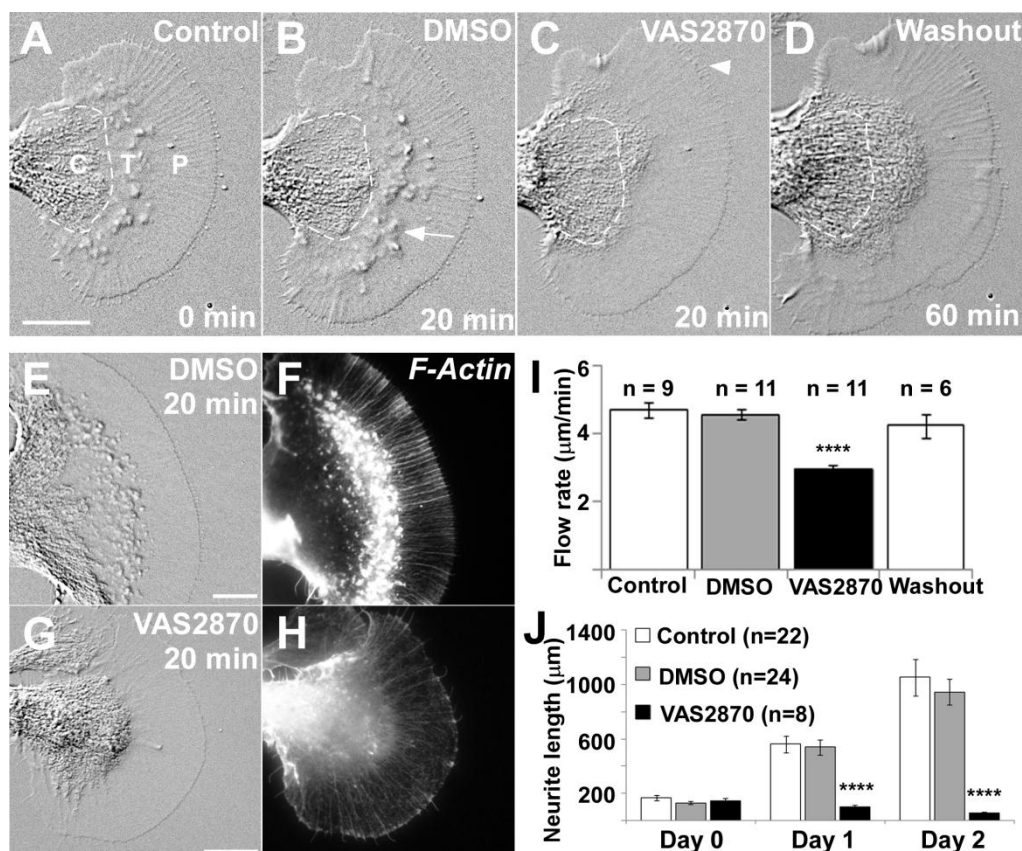 A Control
C T P
0 min
B DMSO
20 min
C VAS2870
20 min
D Washout
60 min
E DMSO
20 min
F F-Actin
G VAS2870
20 min
H
I
n = 9 n = 11 n = 11 n = 6
Flow rate (μm/min)
6
4
2
****
Control DMSO VAS2870 Washout
J
Neurite length (μm)
1400
1000
600
200
Control (n=22)
DMSO (n=24)
VAS2870 (n=8)
**** ****
Day 0 Day 1 Day 2